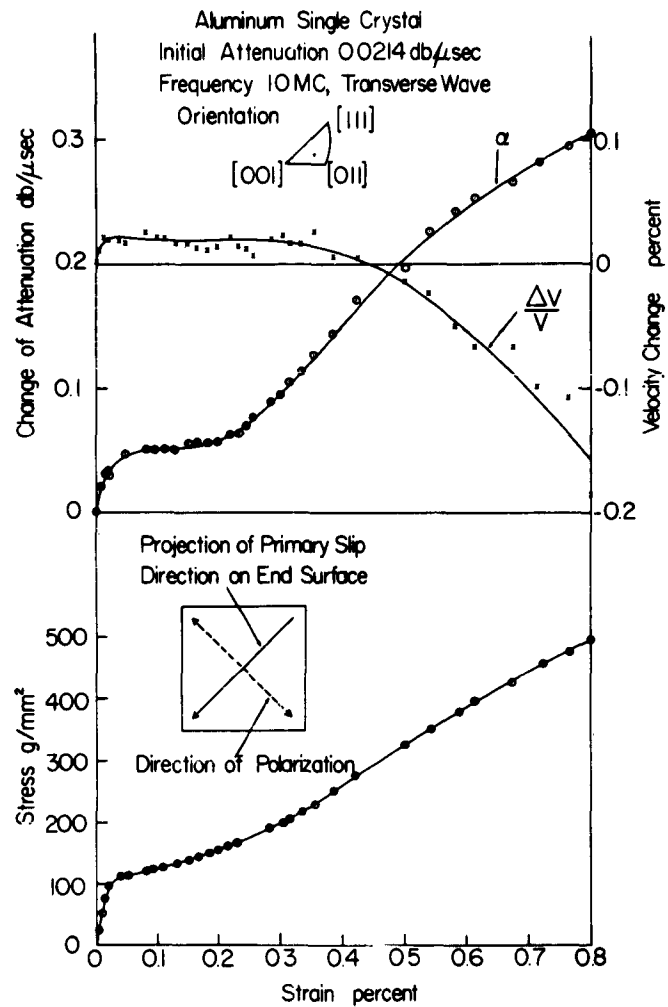 Aluminum Single Crystal
Initial Attenuation 0.0214 db/μsec
Frequency 10 MC, Transverse Wave
Orientation
[111]
[001] [011]
α
ΔV
V
Change of Attenuation db/μsec
0.3
0.2
0.1
0
Velocity Change percent
0.1
0
-0.1
-0.2
Projection of Primary Slip
Direction on End Surface
Direction of Polarization
Stress g/mm²
500
400
300
200
100
0
0 0.1 0.2 0.3 0.4 0.5 0.6 0.7 0.8
Strain percent